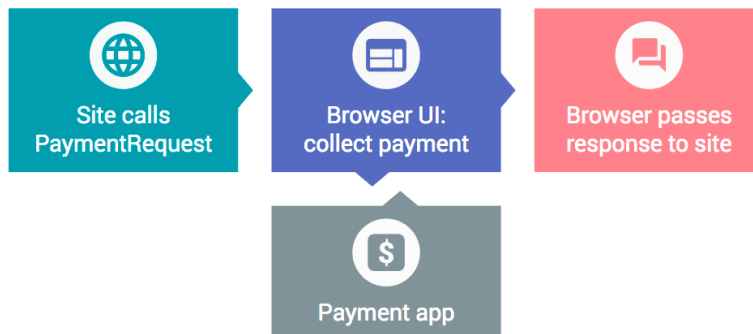 Site calls
PaymentRequest
Browser UI:
collect payment
Browser passes
response to site
$
Payment app